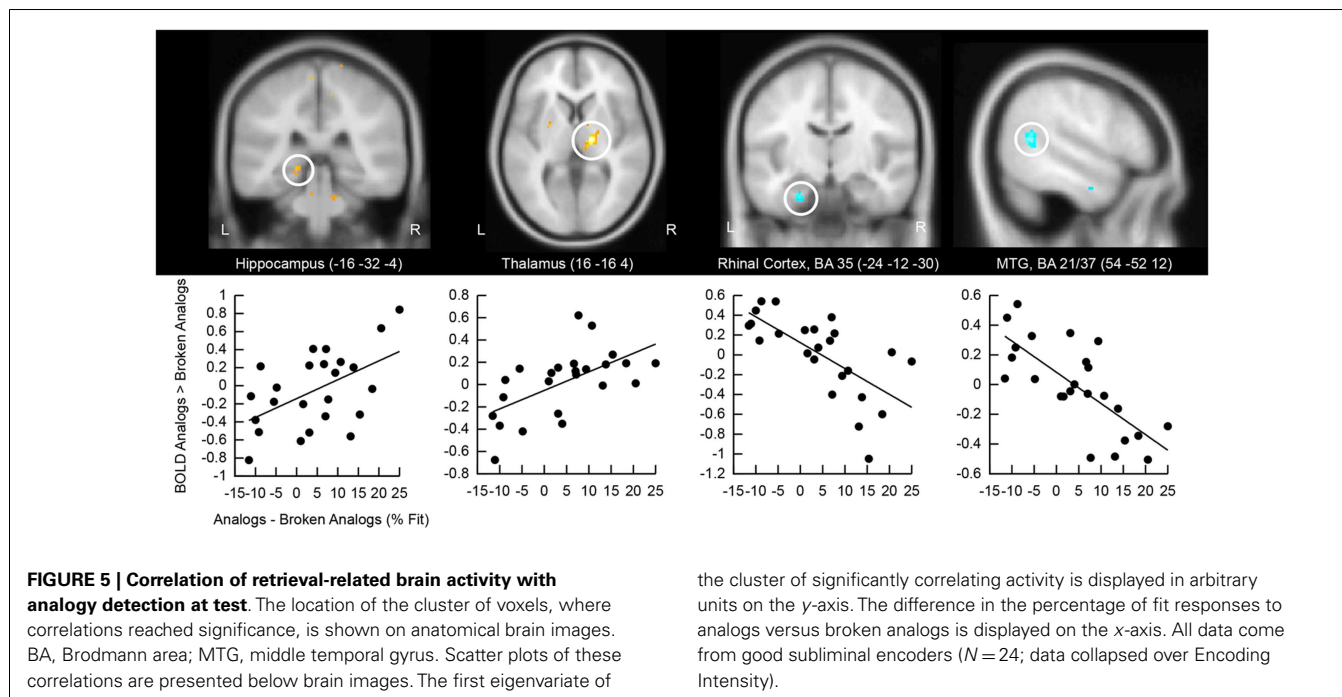 L R L R L R
Hippocampus (-16 -32 -4) Thalamus (16 -16 4) Rhinal Cortex, BA 35 (-24 -12 -30) MTG, BA 21/37 (54 -52 12)
BOLD Analogs > Broken Analogs
1
0.8
0.6
0.4
0.2
0
-0.2
-0.4
-0.6
-0.8
-1
-15 -10 -5 0 5 10 15 20 25
0.8
0.6
0.4
0.2
0
-0.2
-0.4
-0.6
-0.8
-15 -10 -5 0 5 10 15 20 25
0.6
0.4
0.2
0
-0.2
-0.4
-0.6
-0.8
-1
-1.2
-15 -10 -5 0 5 10 15 20 25
0.6
0.4
0.2
0
-0.2
-0.4
-0.6
-15 -10 -5 0 5 10 15 20 25
Analogs - Broken Analogs (% Fit)
FIGURE 5 | Correlation of retrieval-related brain activity with
analogy detection at test. The location of the cluster of voxels, where
correlations reached significance, is shown on anatomical brain images.
BA, Brodmann area; MTG, middle temporal gyrus. Scatter plots of these
correlations are presented below brain images. The first eigenvariate of
the cluster of significantly correlating activity is displayed in arbitrary
units on the y-axis. The difference in the percentage of fit responses to
analogs versus broken analogs is displayed on the x-axis. All data come
from good subliminal encoders (N = 24; data collapsed over Encoding
Intensity).